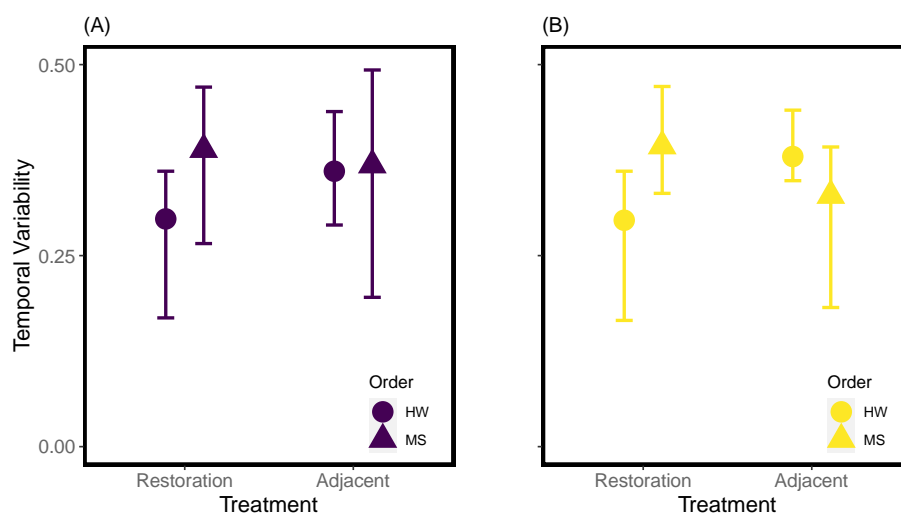 (A)
(B)
Temporal Variability
0.50
0.25
0.00
Order
HW
MS
Restoration
Adjacent
Treatment
Order
HW
MS
Restoration
Adjacent
Treatment